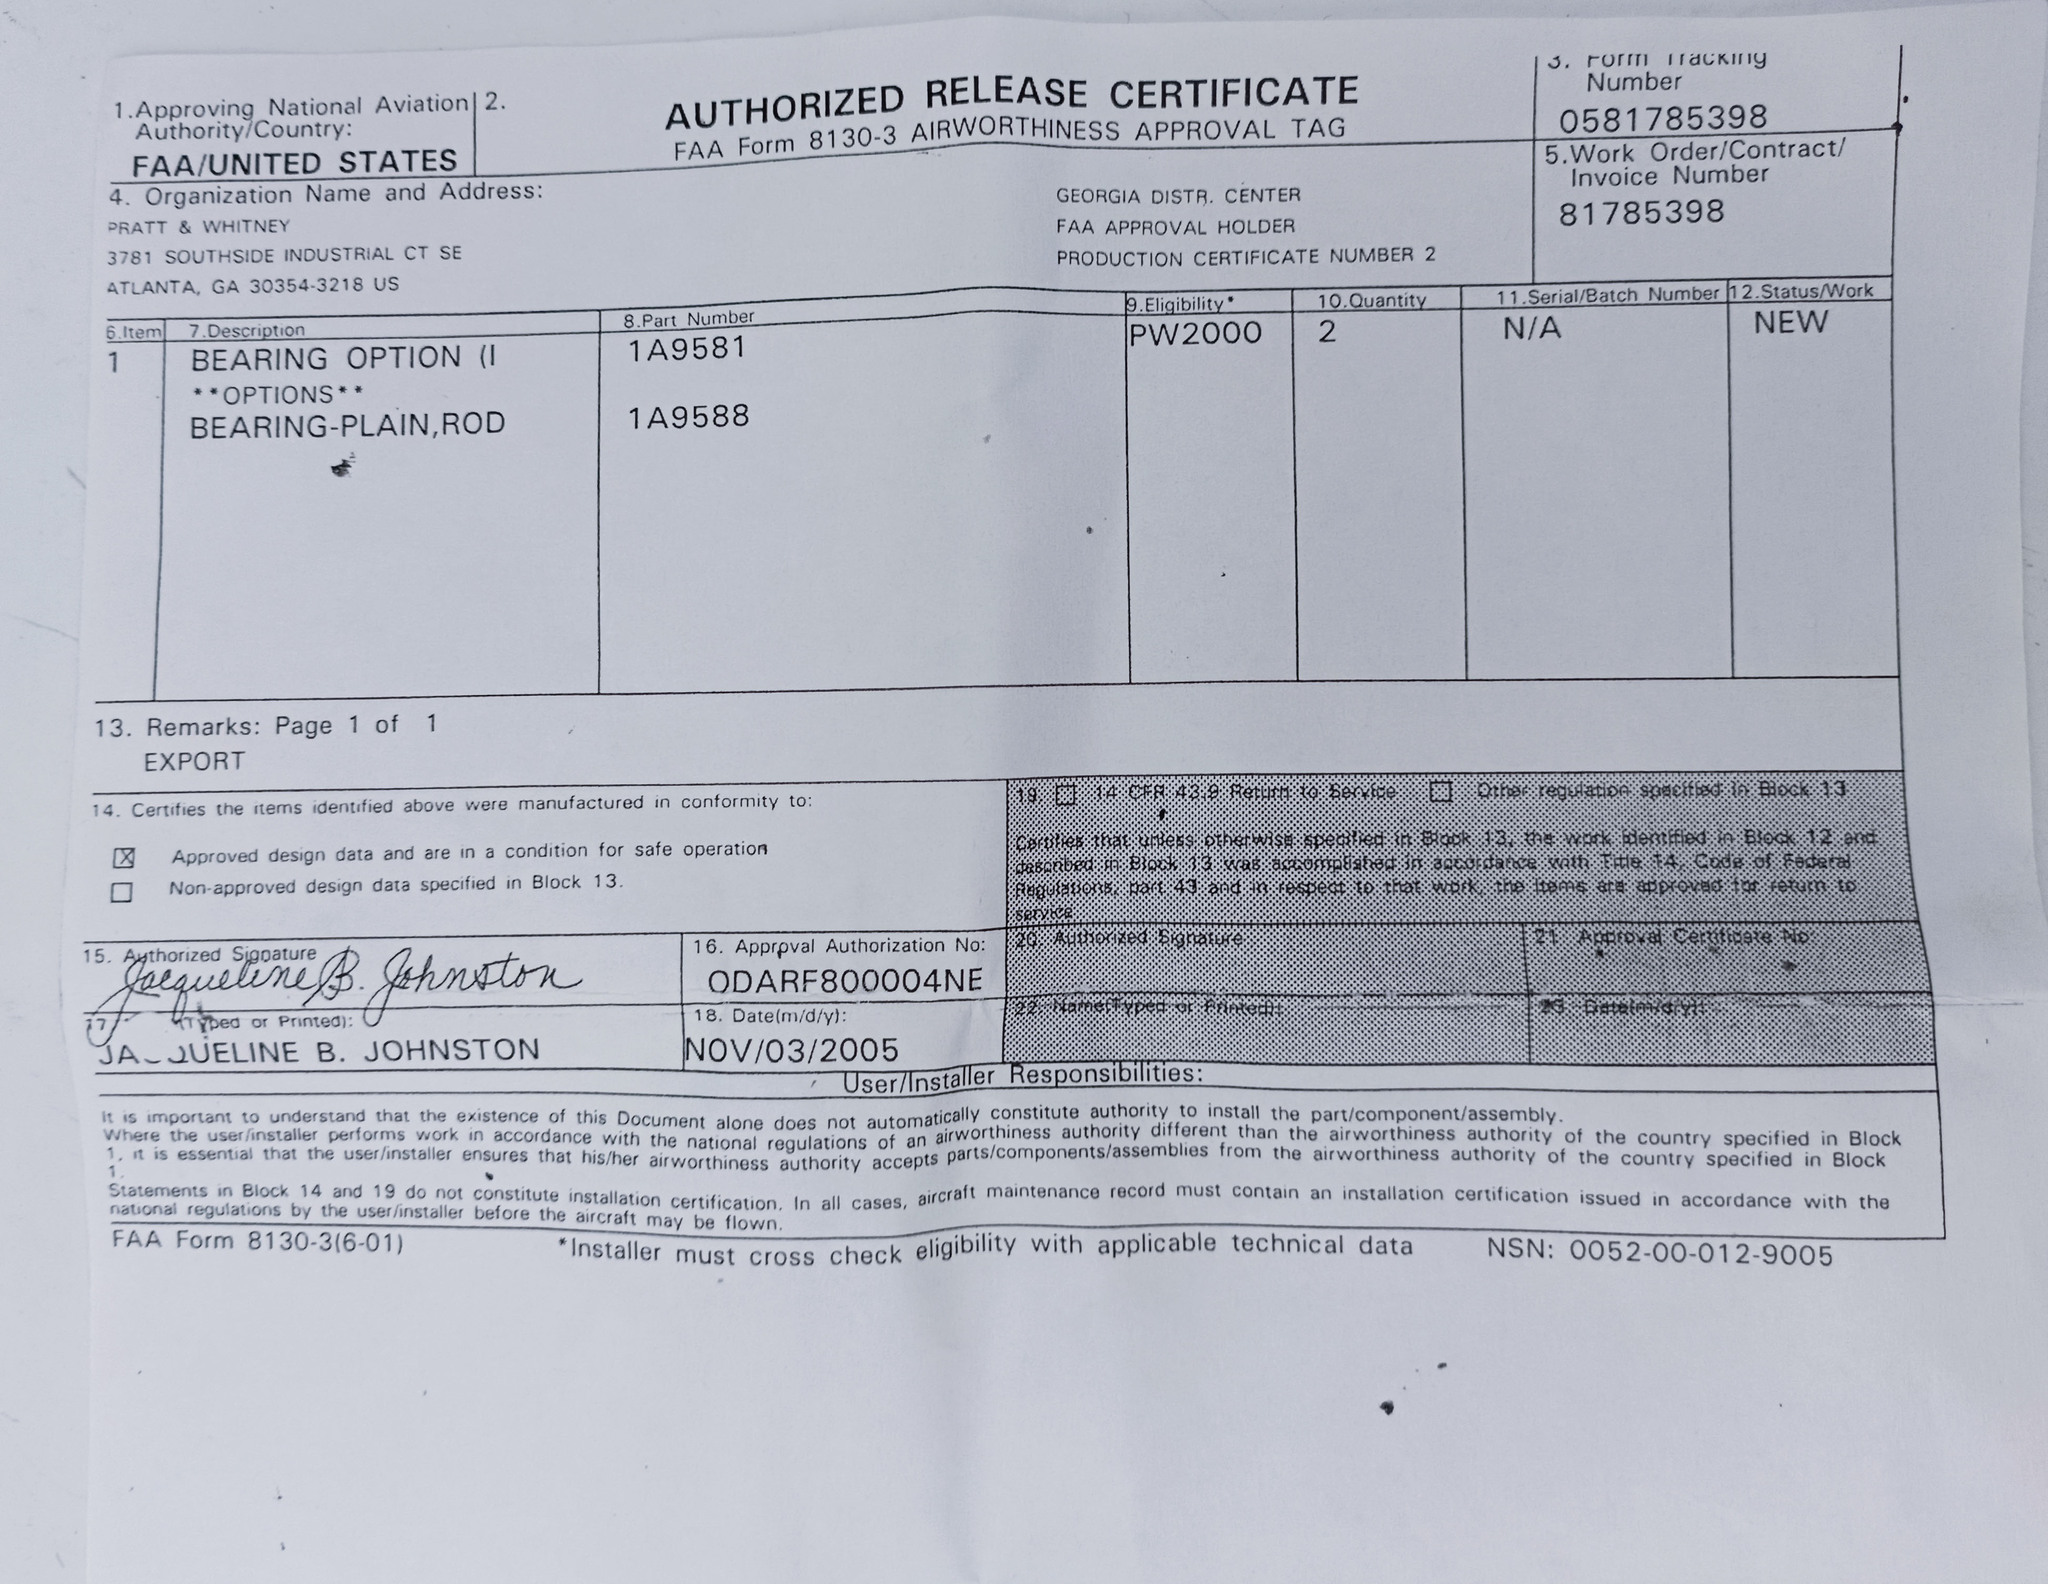 1.Approving National Aviation
Authority/Country:
FAA/UNITED STATES
2.
AUTHORIZED RELEASE CERTIFICATE
FAA Form 8130-3 AIRWORTHINESS APPROVAL TAG
3. Form Tracking
Number
0581785398
4. Organization Name and Address:
PRATT & WHITNEY
3781 SOUTHSIDE INDUSTRIAL CT SE
ATLANTA, GA 30354-3218 US
GEORGIA DISTR. CENTER
FAA APPROVAL HOLDER
PRODUCTION CERTIFICATE NUMBER 2
5.Work Order/Contract/
Invoice Number
81785398
6.Item 7.Description 8.Part Number 9.Eligibility* 10.Quantity 11.Serial/Batch Number 12.Status/Work
1 BEARING OPTION (I 1A9581 PW2000 2 N/A NEW
**OPTIONS**
BEARING-PLAIN,ROD 1A9588
13. Remarks: Page 1 of 1
EXPORT
14. Certifies the items identified above were manufactured in conformity to:
X Approved design data and are in a condition for safe operation
Non-approved design data specified in Block 13.
19. 14 CFR 43.9 Return to Service Other regulation specified in Block 13
Certifies that unless otherwise specified in Block 13, the work identified in Block 12 and
described in Block 13 was accomplished in accordance with Title 14, Code of Federal
Regulations, part 43 and in respect to that work, the items are approved for return to
service.
15. Authorized Signature
Jacqueline B. Johnston
16. Approval Authorization No:
ODARF800004NE
20. Authorized Signature
21. Approval Certificate No:
17 (Typed or Printed):
JACQUELINE B. JOHNSTON
18. Date(m/d/y):
NOV/03/2005
22. Name(Typed or Printed):
23. Date(m/d/y):
User/Installer Responsibilities:
It is important to understand that the existence of this Document alone does not automatically constitute authority to install the part/component/assembly.
Where the user/installer performs work in accordance with the national regulations of an airworthiness authority different than the airworthiness authority of the country specified in Block
1, it is essential that the user/installer ensures that his/her airworthiness authority accepts parts/components/assemblies from the airworthiness authority of the country specified in Block
1.
Statements in Block 14 and 19 do not constitute installation certification. In all cases, aircraft maintenance record must contain an installation certification issued in accordance with the
national regulations by the user/installer before the aircraft may be flown.
FAA Form 8130-3(6-01) *Installer must cross check eligibility with applicable technical data NSN: 0052-00-012-9005